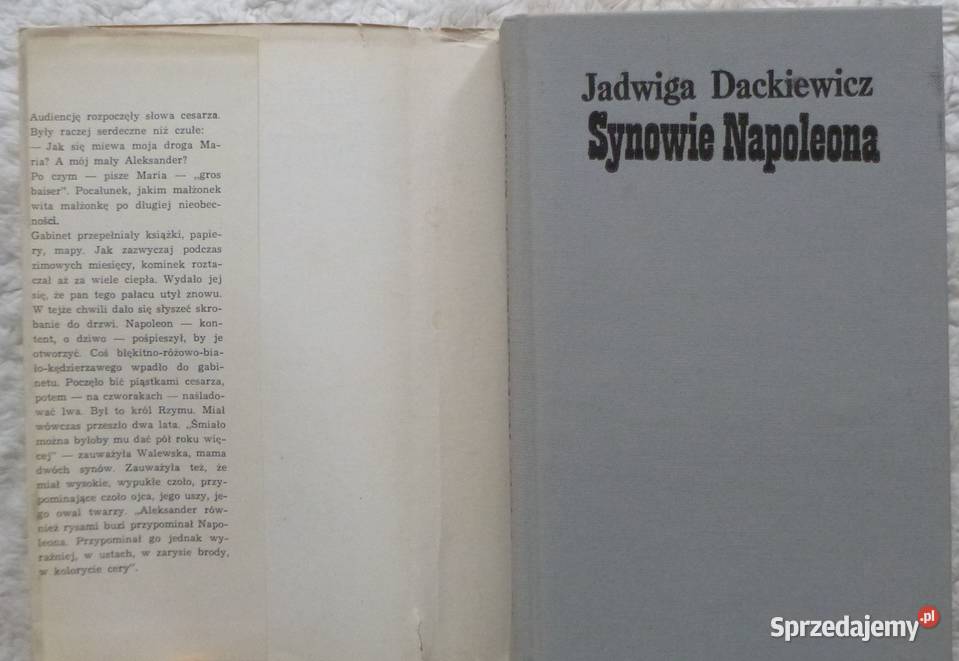 Audiencję rozpoczęły słowa cesarza.
Były raczej serdeczne niż czułe:
— Jak się miewa moja droga Ma-
ria? A mój mały Aleksander?
Po czym — pisze Maria — „gros
baiser”. Pocałunek, jakim małżonek
wita małżonkę po długiej nieobec-
ności.
Gabinet przepełniały książki, papie-
ry, mapy. Jak zazwyczaj podczas
zimowych miesięcy, kominek rozta-
czał aż za wiele ciepła. Wydało jej
się, że pan tego pałacu utył znowu.
W tejże chwili dało się słyszeć skro-
banie do drzwi. Napoleon — kon-
tent, o dziwo — pośpieszył, by je
otworzyć. Coś błękitno-różowo-bia-
ło-kędzierzawego wpadło do gabi-
netu. Poczęło bić piąstkami cesarza,
potem — na czworakach — naślado-
wać lwa. Był to król Rzymu. Miał
wówczas przeszło dwa lata. „Śmiało
można byłoby mu dać pół roku wię-
cej” — zauważyła Walewska, mama
dwóch synów. Zauważyła też, że
miał wysokie, wypukłe czoło, przy-
pominające czoło ojca, jego uszy, je-
go owal twarzy. „Aleksander rów-
nież rysami buzi przypominał Napo-
leona. Przypominał go jednak wy-
raźniej, w ustach, w zarysie brody,
w kolorycie cery”.
Jadwiga Dackiewicz
Synowie Napoleona
Sprzedajemy.pl